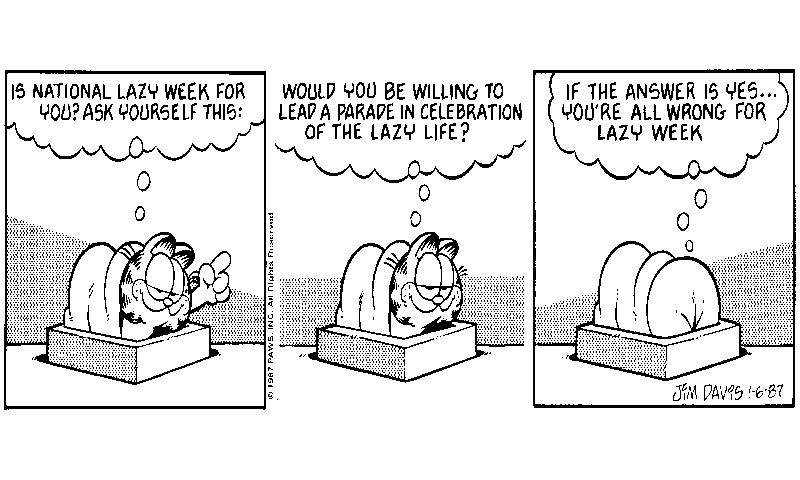 IS NATIONAL LAZY WEEK FOR
YOU? ASK YOURSELF THIS:
WOULD YOU BE WILLING TO
LEAD A PARADE IN CELEBRATION
OF THE LAZY LIFE?
IF THE ANSWER IS YES...
YOU'RE ALL WRONG FOR
LAZY WEEK
© 1987 PAWS, INC. All Rights Reserved
JIM DAVIS 1-6-87